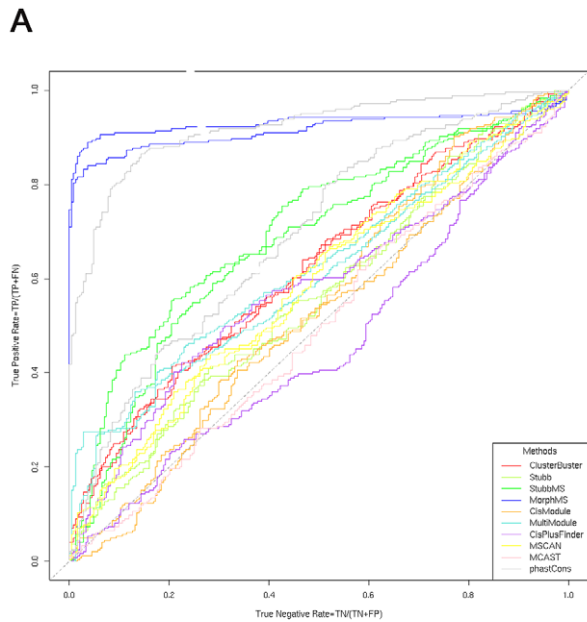 A
True Positive Rate=TP/(TP+FN)
1.0
0.8
0.6
0.4
0.2
0.0
0.0 0.2 0.4 0.6 0.8 1.0
True Negative Rate=TN/(TN+FP)
Methods
ClusterBuster
Stubb
StubbMS
MorphMS
CisModule
MultiModule
CisPlusFinder
MSCAN
MCAST
phastCons